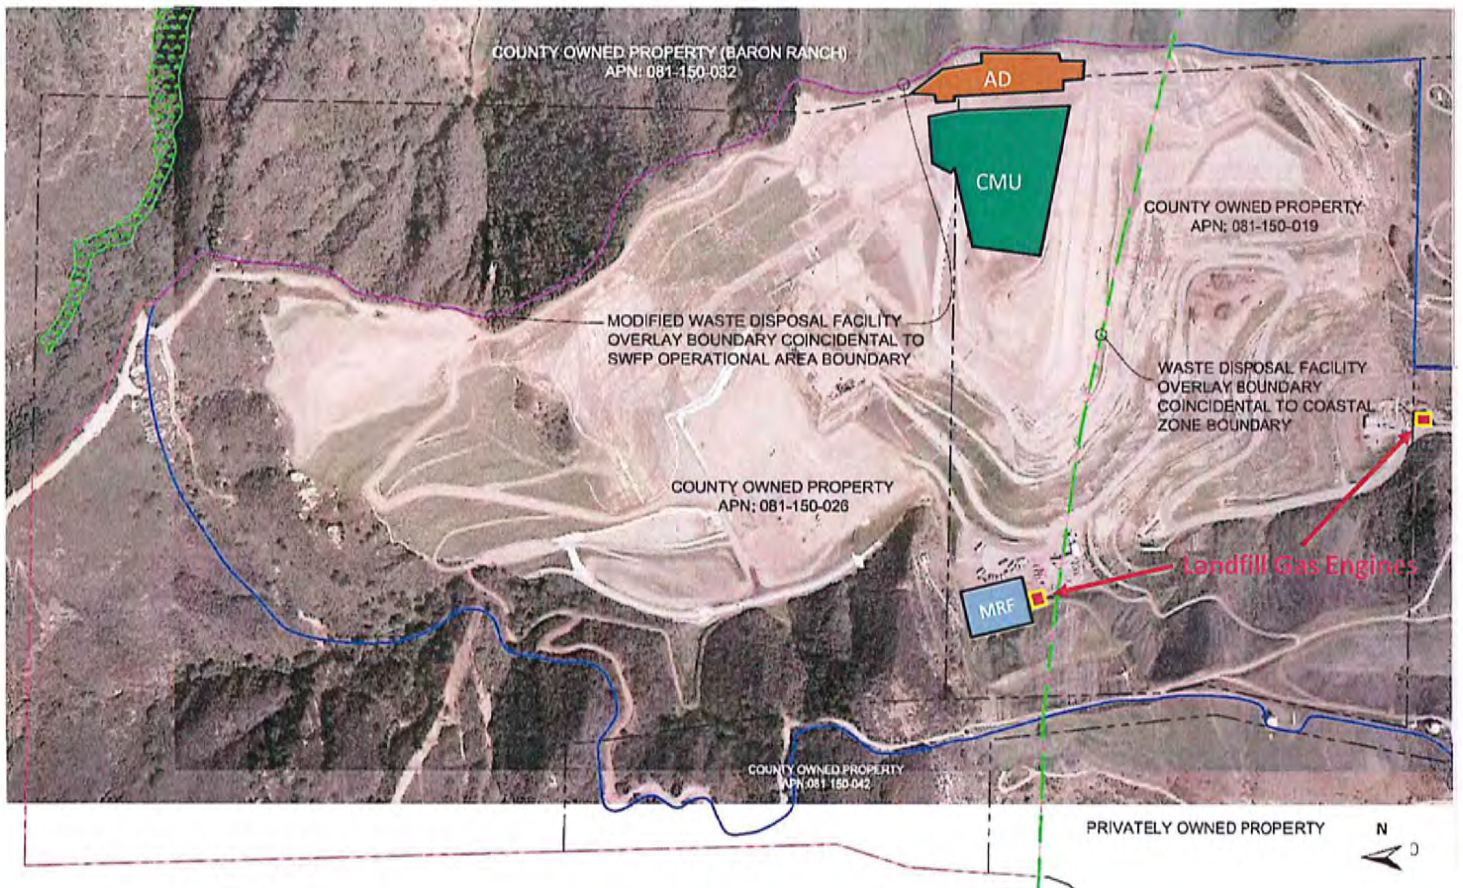 COUNTY OWNED PROPERTY (BARON RANCH)
APN: 081-150-032
AD
CMU
COUNTY OWNED PROPERTY
APN: 081-150-019
MODIFIED WASTE DISPOSAL FACILITY
OVERLAY BOUNDARY COINCIDENTAL TO
SWFP OPERATIONAL AREA BOUNDARY
WASTE DISPOSAL FACILITY
OVERLAY BOUNDARY
COINCIDENTAL TO COASTAL
ZONE BOUNDARY
COUNTY OWNED PROPERTY
APN: 081-150-026
Landfill Gas Engines
MRF
COUNTY OWNED PROPERTY
APN:081-150-042
PRIVATELY OWNED PROPERTY
N